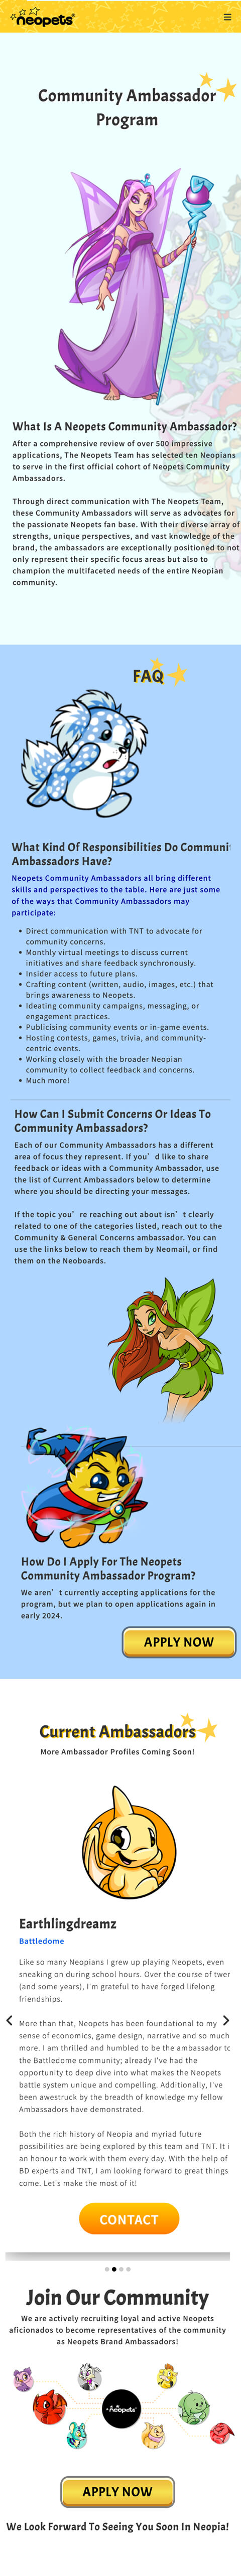 neopets
Community Ambassador
Program
What Is A Neopets Community Ambassador?
After a comprehensive review of over 500 impressive
applications, The Neopets Team has selected ten Neopians
to serve in the first official cohort of Neopets Community
Ambassadors.
Through direct communication with The Neopets Team,
these Community Ambassadors will serve as advocates for
the passionate Neopets fan base. With their diverse array of
strengths, unique perspectives, and vast knowledge of the
brand, the ambassadors are exceptionally positioned to not
only represent their specific focus areas but also to
champion the multifaceted needs of the entire Neopian
community.
FAQ
What Kind Of Responsibilities Do Communi
Ambassadors Have?
Neopets Community Ambassadors all bring different
skills and perspectives to the table. Here are just some
of the ways that Community Ambassadors may
participate:
• Direct communication with TNT to advocate for
community concerns.
• Monthly virtual meetings to discuss current
initiatives and share feedback synchronously.
• Insider access to future plans.
• Crafting content (written, audio, images, etc.) that
brings awareness to Neopets.
• Ideating community campaigns, messaging, or
engagement practices.
• Publicising community events or in-game events.
• Hosting contests, games, trivia, and community-
centric events.
• Working closely with the broader Neopian
community to collect feedback and concerns.
• Much more!
How Can I Submit Concerns Or Ideas To
Community Ambassadors?
Each of our Community Ambassadors has a different
area of focus they represent. If you’d like to share
feedback or ideas with a Community Ambassador, use
the list of Current Ambassadors below to determine
where you should be directing your messages.
If the topic you’re reaching out about isn’t clearly
related to one of the categories listed, reach out to the
Community & General Concerns ambassador. You can
use the links below to reach them by Neomail, or find
them on the Neoboards.
How Do I Apply For The Neopets
Community Ambassador Program?
We aren’t currently accepting applications for the
program, but we plan to open applications again in
early 2024.
APPLY NOW
Current Ambassadors
More Ambassador Profiles Coming Soon!
Earthlingdreamz
Battledome
Like so many Neopians I grew up playing Neopets, even
sneaking on during school hours. Over the course of twer
(and some years), I'm grateful to have forged lifelong
friendships.
More than that, Neopets has been foundational to my
sense of economics, game design, narrative and so much
more. I am thrilled and humbled to be the ambassador to
the Battledome community; already I've had the
opportunity to deep dive into what makes the Neopets
battle system unique and compelling. Additionally, I've
been awestruck by the breadth of knowledge my fellow
Ambassadors have demonstrated.
Both the rich history of Neopia and myriad future
possibilities are being explored by this team and TNT. It i
an honour to work with them every day. With the help of
BD experts and TNT, I am looking forward to great things
come. Let's make the most of it!
CONTACT
Join Our Community
We are actively recruiting loyal and active Neopets
aficionados to become representatives of the community
as Neopets Brand Ambassadors!
neopets
APPLY NOW
We Look Forward To Seeing You Soon In Neopia!